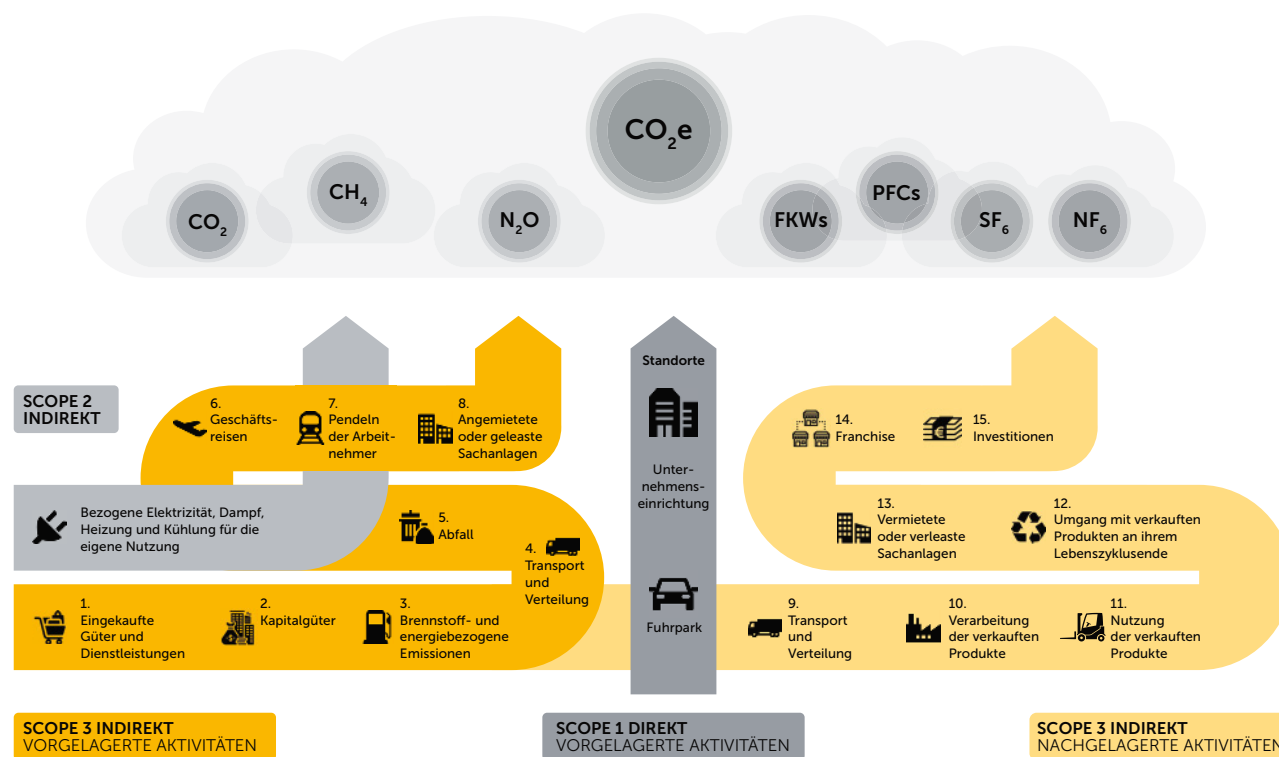 CO₂e
CO₂
CH₄
N₂O
FKWs
PFCs
SF₆
NF₆
SCOPE 2
INDIREKT
6.
Geschäfts-
reisen
7.
Pendeln
der Arbeit-
nehmer
8.
Angemietete
oder geleaste
Sachanlagen
Bezogene Elektrizität, Dampf,
Heizung und Kühlung für die
eigene Nutzung
5.
Abfall
4.
Transport
und
Verteilung
1.
Eingekaufte
Güter und
Dienstleistungen
2.
Kapitalgüter
3.
Brennstoff- und
energiebezogene
Emissionen
Standorte
Unter-
nehmens-
einrichtung
Fuhrpark
14.
Franchise
15.
Investitionen
13.
Vermietete
oder verleaste
Sachanlagen
12.
Umgang mit verkauften
Produkten an ihrem
Lebenszyklusende
9.
Transport
und
Verteilung
10.
Verarbeitung
der verkauften
Produkte
11.
Nutzung
der verkauften
Produkte
SCOPE 3 INDIREKT
VORGELAGERTE AKTIVITÄTEN
SCOPE 1 DIREKT
VORGELAGERTE AKTIVITÄTEN
SCOPE 3 INDIREKT
NACHGELAGERTE AKTIVITÄTEN